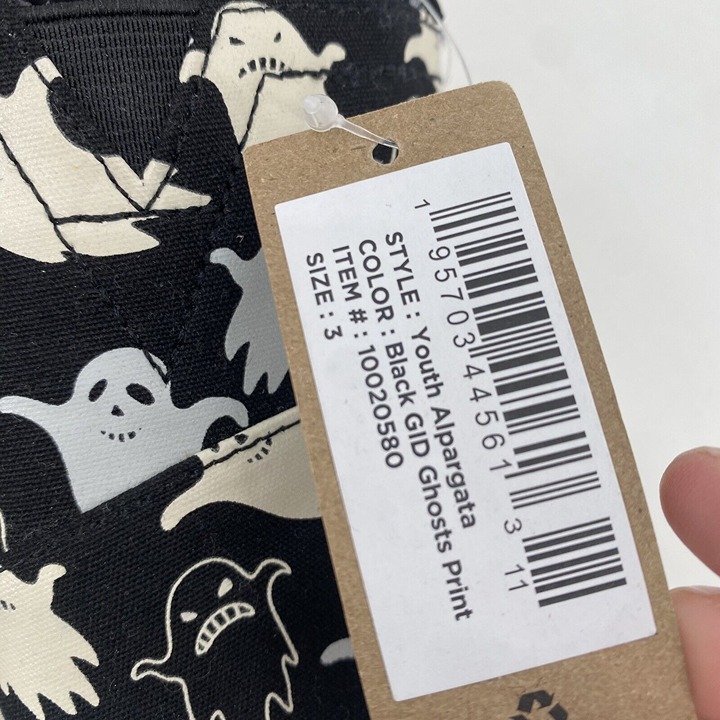 STYLE : Youth Alpargata
COLOR : Black GID Ghosts Print
ITEM # : 10020580
SIZE : 3
1 95703 44561 3 11